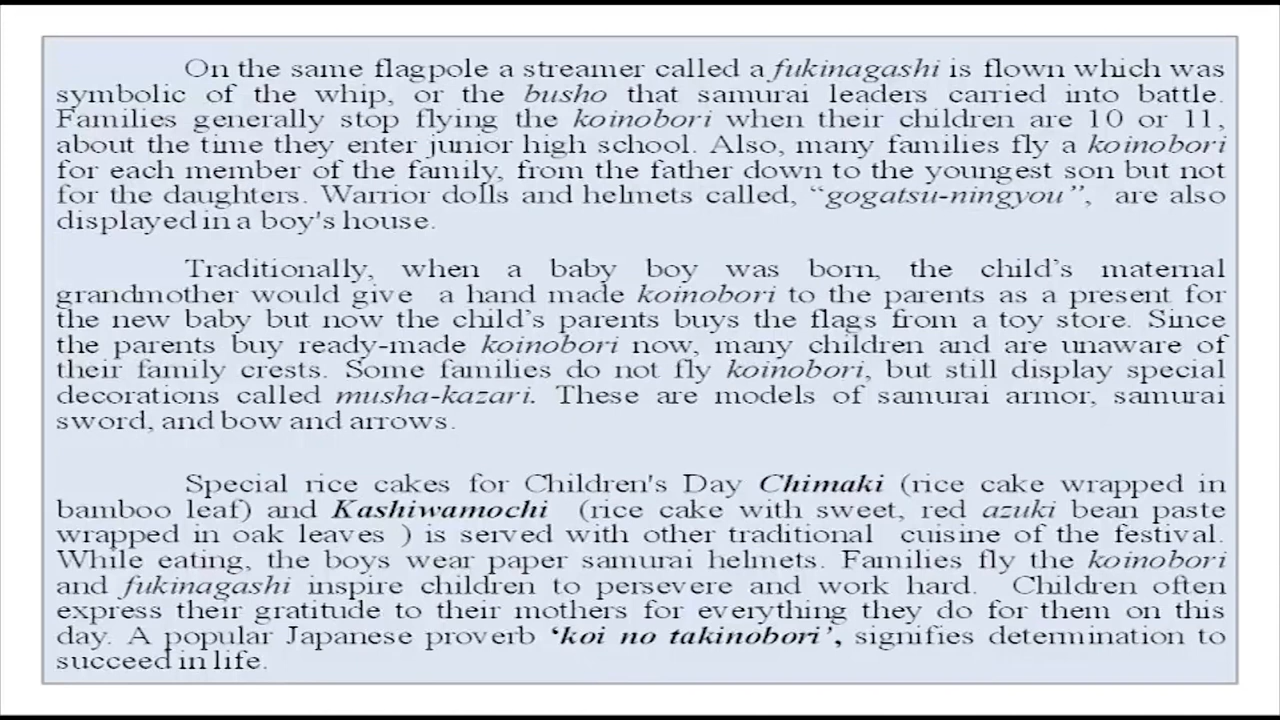 On the same flagpole a streamer called a fukinagashi is flown which was
symbolic of the whip, or the busho that samurai leaders carried into battle.
Families generally stop flying the koinobori when their children are 10 or 11,
about the time they enter junior high school. Also, many families fly a koinobori
for each member of the family, from the father down to the youngest son but not
for the daughters. Warrior dolls and helmets called, “gogatsu-ningyou”, are also
displayed in a boy's house.
Traditionally, when a baby boy was born, the child’s maternal
grandmother would give a hand made koinobori to the parents as a present for
the new baby but now the child’s parents buys the flags from a toy store. Since
the parents buy ready-made koinobori now, many children and are unaware of
their family crests. Some families do not fly koinobori, but still display special
decorations called musha-kazari. These are models of samurai armor, samurai
sword, and bow and arrows.
Special rice cakes for Children's Day Chimaki (rice cake wrapped in
bamboo leaf) and Kashiwamochi (rice cake with sweet, red azuki bean paste
wrapped in oak leaves ) is served with other traditional cuisine of the festival.
While eating, the boys wear paper samurai helmets. Families fly the koinobori
and fukinagashi inspire children to persevere and work hard. Children often
express their gratitude to their mothers for everything they do for them on this
day. A popular Japanese proverb ‘koi no takinobori’, signifies determination to
succeed in life.